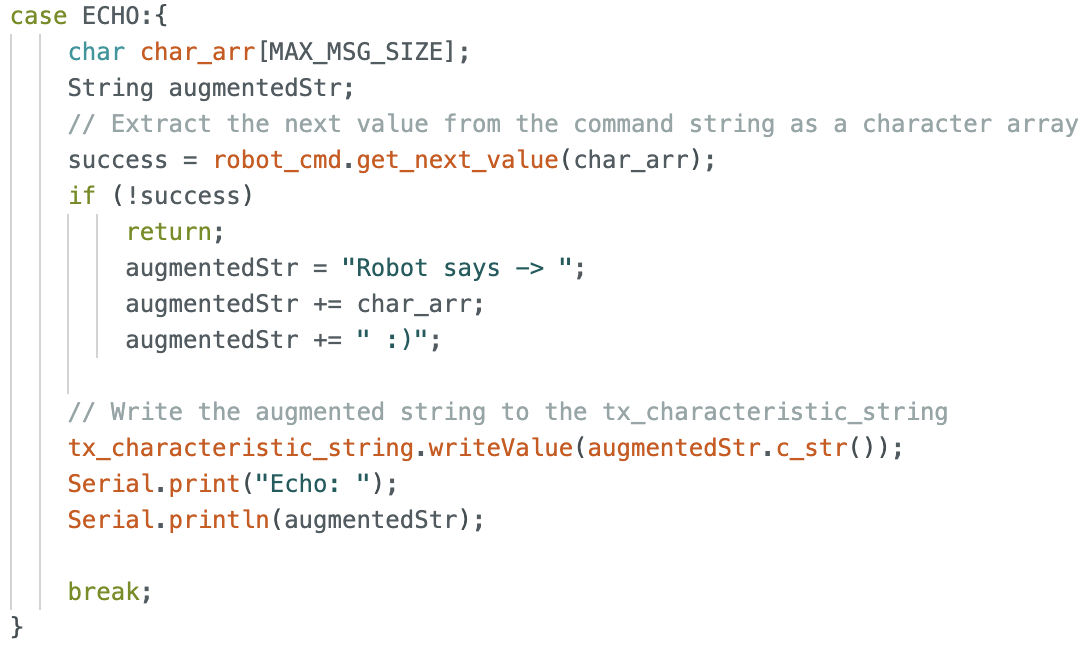 case ECHO:{
char char_arr[MAX_MSG_SIZE];
String augmentedStr;
// Extract the next value from the command string as a character array
success = robot_cmd.get_next_value(char_arr);
if (!success)
return;
augmentedStr = "Robot says -> ";
augmentedStr += char_arr;
augmentedStr += " :)";
// Write the augmented string to the tx_characteristic_string
tx_characteristic_string.writeValue(augmentedStr.c_str());
Serial.print("Echo: ");
Serial.println(augmentedStr);
break;
}